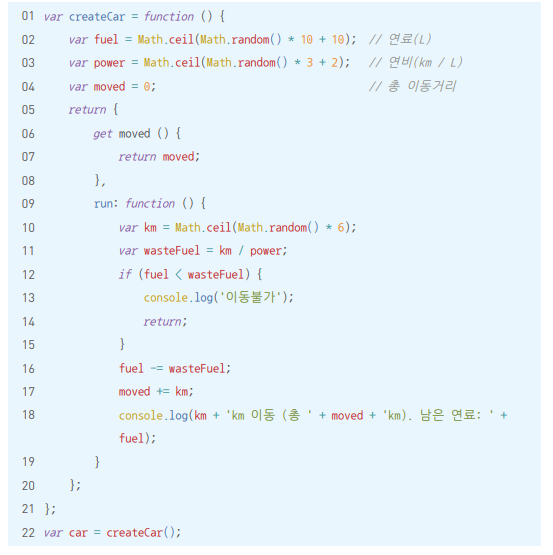 01 var createCar = function () {
02 var fuel = Math.ceil(Math.random() * 10 + 10); // 연료(L)
03 var power = Math.ceil(Math.random() * 3 + 2); // 연비(km / L)
04 var moved = 0; // 총 이동거리
05 return {
06 get moved () {
07 return moved;
08 },
09 run: function () {
10 var km = Math.ceil(Math.random() * 6);
11 var wasteFuel = km / power;
12 if (fuel < wasteFuel) {
13 console.log('이동불가');
14 return;
15 }
16 fuel -= wasteFuel;
17 moved += km;
18 console.log(km + 'km 이동 (총 ' + moved + 'km). 남은 연료: ' +
fuel);
19 }
20 };
21 };
22 var car = createCar();